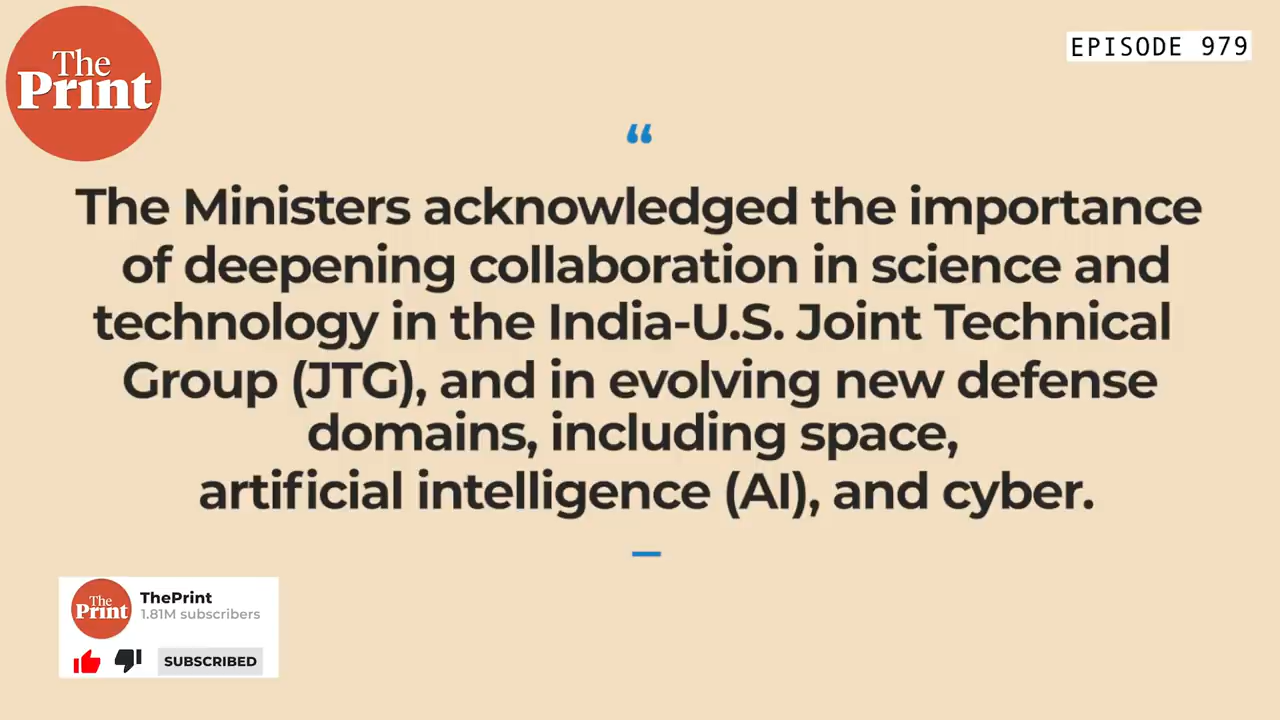 The
Print
EPISODE 979
“
The Ministers acknowledged the importance
of deepening collaboration in science and
technology in the India-U.S. Joint Technical
Group (JTG), and in evolving new defense
domains, including space,
artificial intelligence (AI), and cyber.
The
Print
ThePrint
1.81M subscribers
SUBSCRIBED